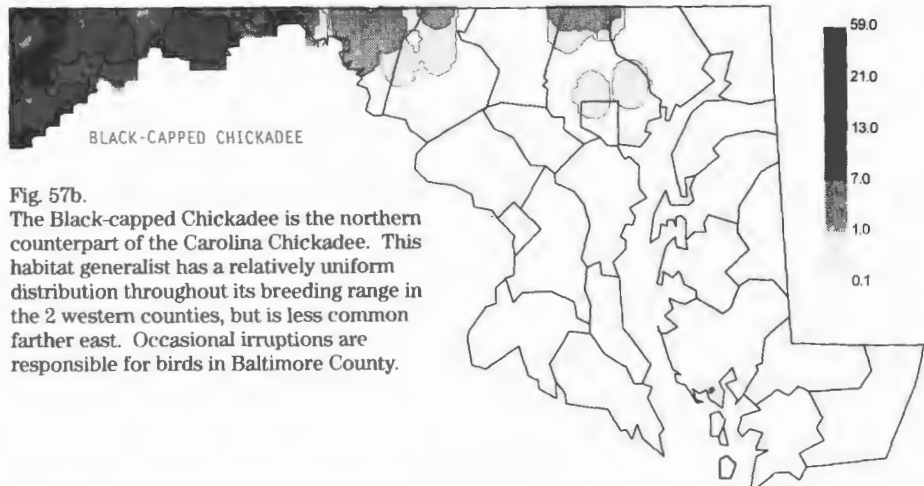 59.0
21.0
13.0
7.0
1.0
0.1
BLACK-CAPPED CHICKADEE
Fig. 57b.
The Black-capped Chickadee is the northern
counterpart of the Carolina Chickadee. This
habitat generalist has a relatively uniform
distribution throughout its breeding range in
the 2 western counties, but is less common
farther east. Occasional irruptions are
responsible for birds in Baltimore County.